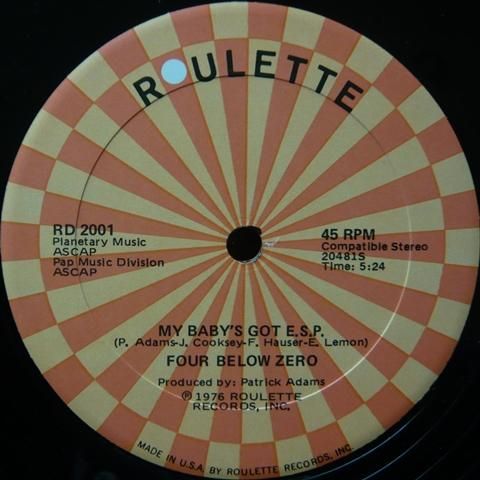 ROULETTE
RD 2001
Planetary Music
ASCAP
Pap Music Division
ASCAP
45 RPM
Compatible Stereo
20481S
Time: 5:24
MY BABY'S GOT E.S.P.
(P. Adams-J. Cooksey-F. Hauser-E. Lemon)
FOUR BELOW ZERO
Produced by: Patrick Adams
℗ 1976 ROULETTE
RECORDS, INC.
MADE IN U.S.A. BY ROULETTE RECORDS, INC.